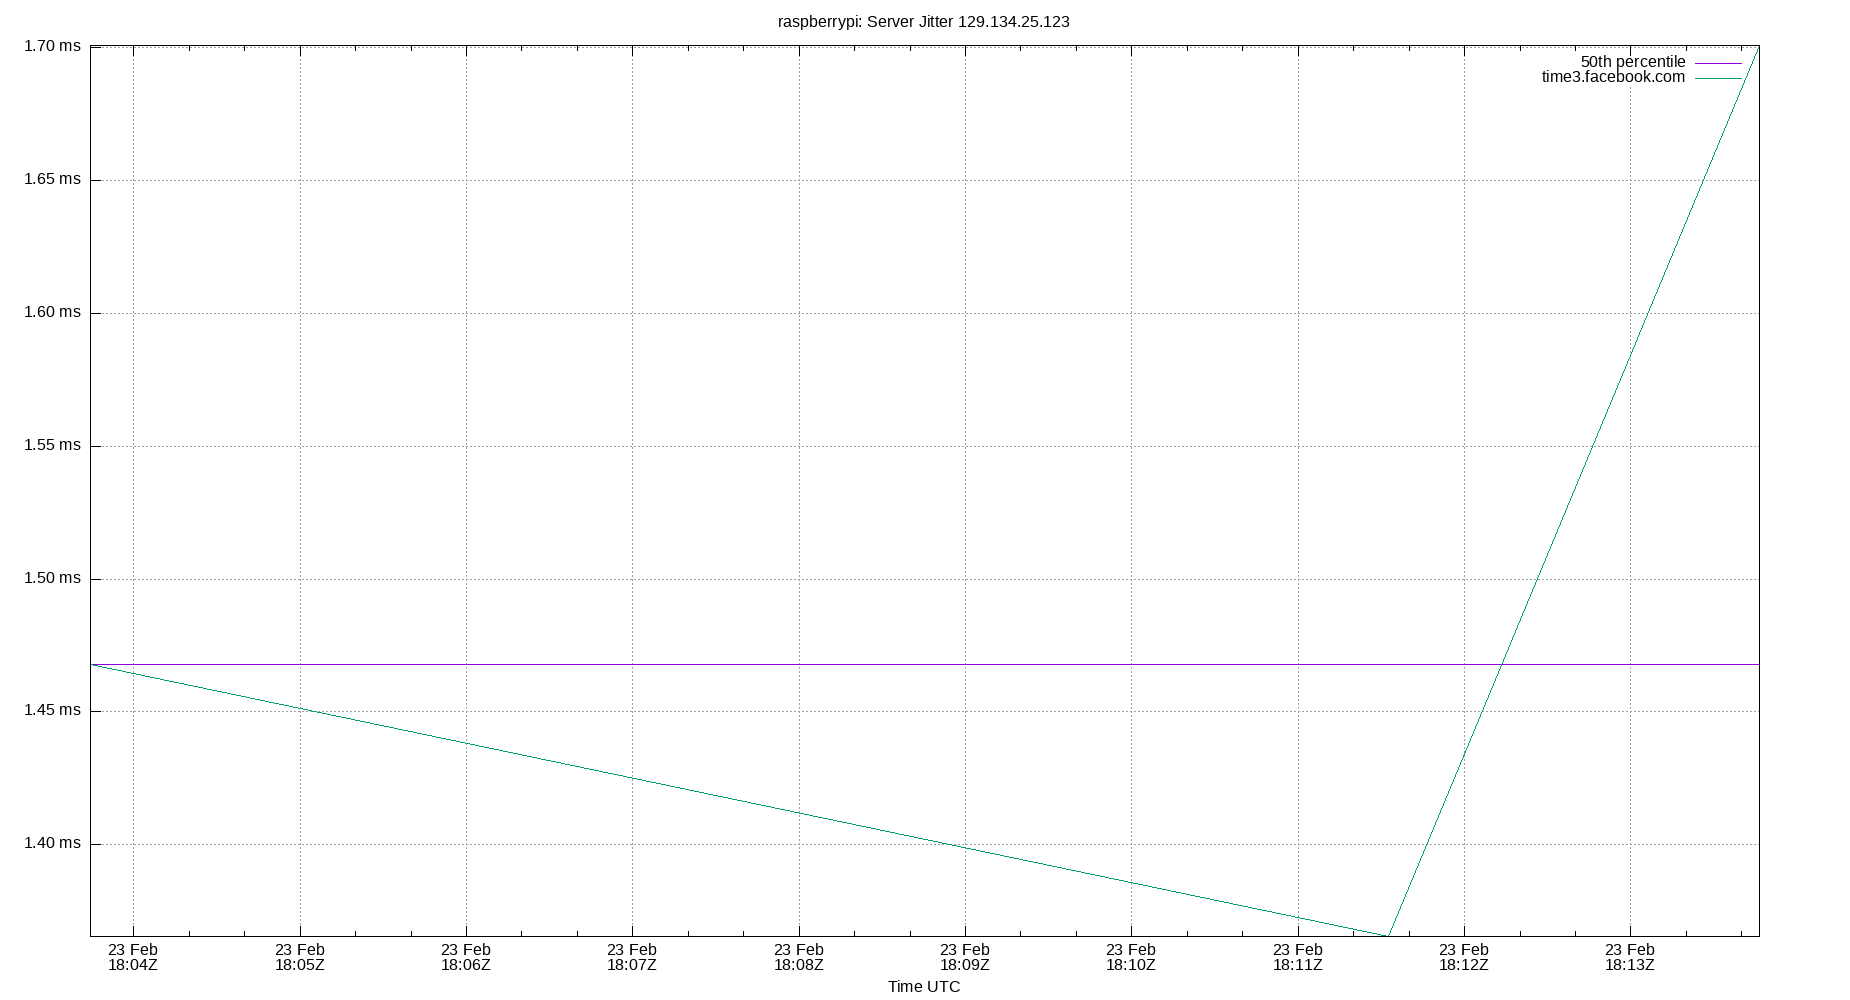 raspberrypi: Server Jitter 129.134.25.123
1.70 ms
50th percentile
time3.facebook.com
1.65 ms
1.60 ms
1.55 ms
1.50 ms
1.45 ms
1.40 ms
23 Feb 23 Feb 23 Feb 23 Feb 23 Feb 23 Feb 23 Feb 23 Feb 23 Feb 23 Feb
18:04Z 18:05Z 18:06Z 18:07Z 18:08Z 18:09Z 18:10Z 18:11Z 18:12Z 18:13Z
Time UTC